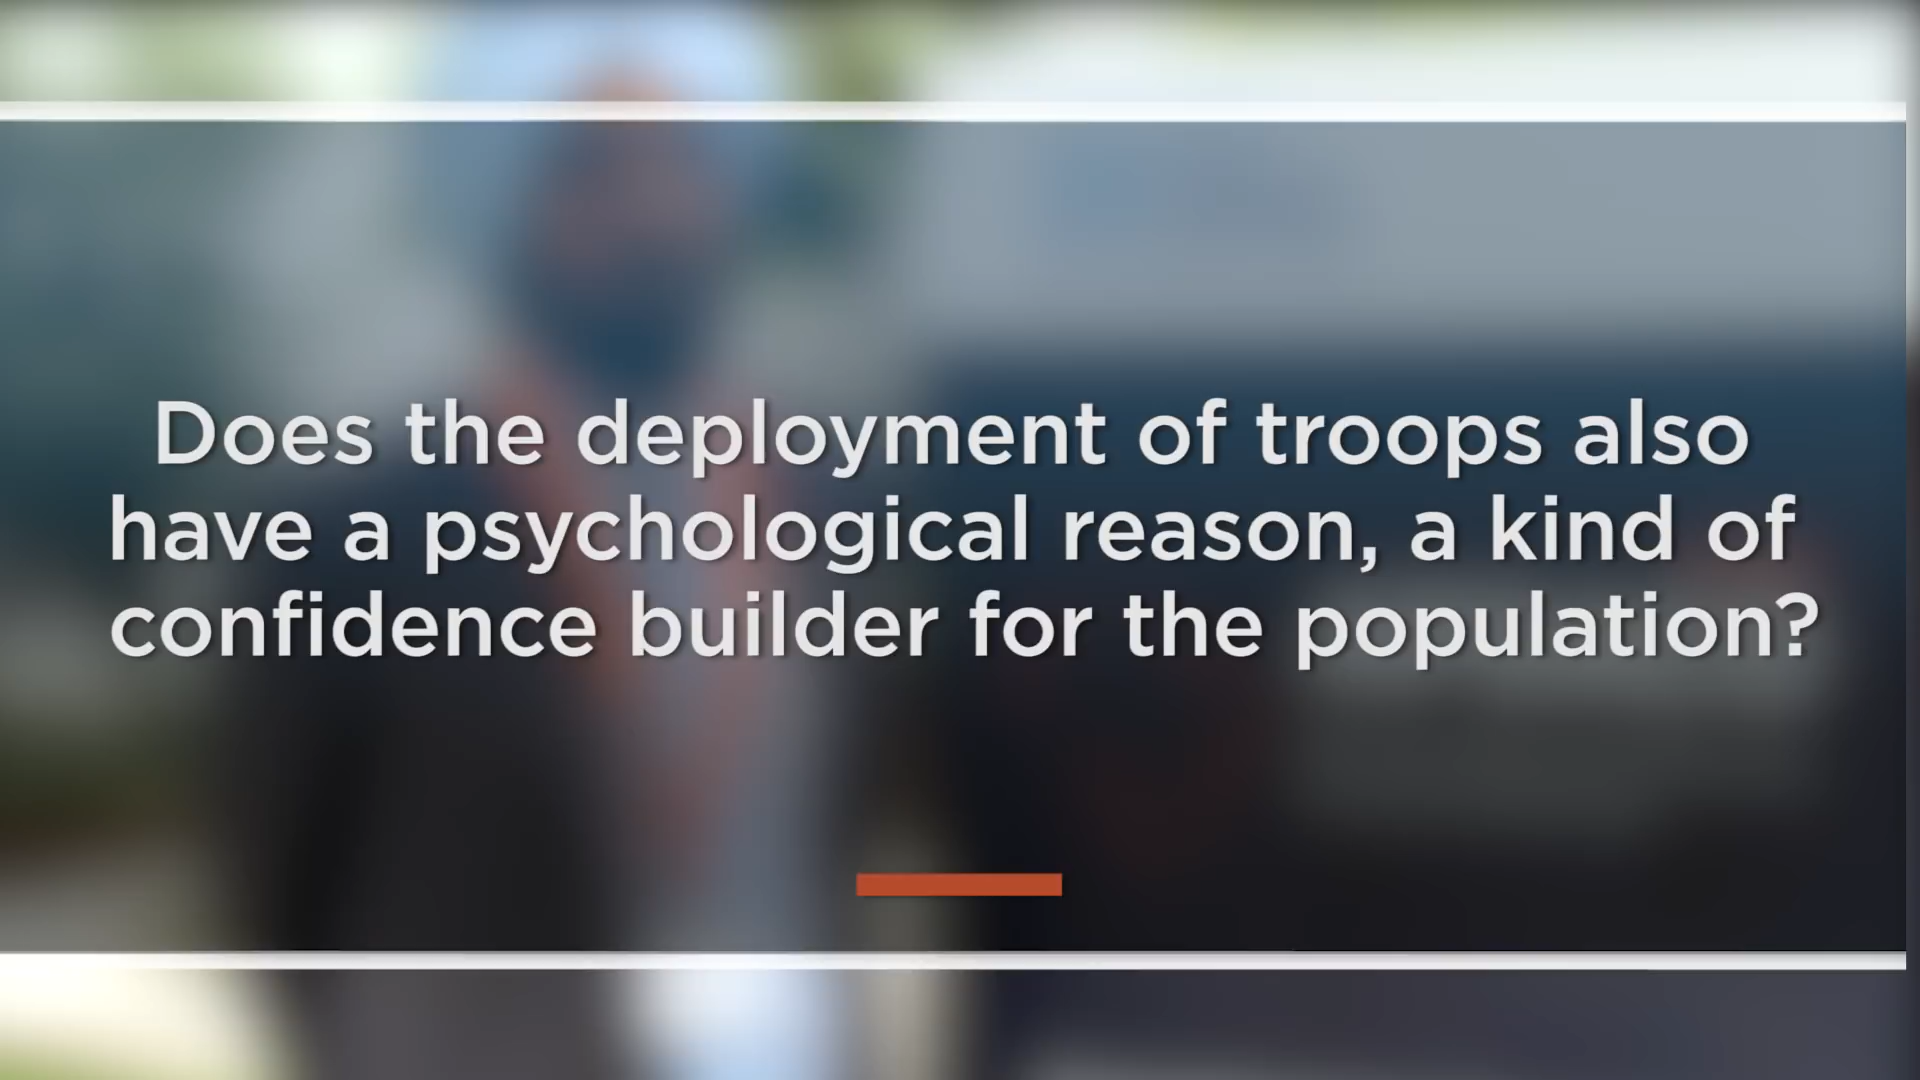 Does the deployment of troops also
have a psychological reason, a kind of
confidence builder for the population?